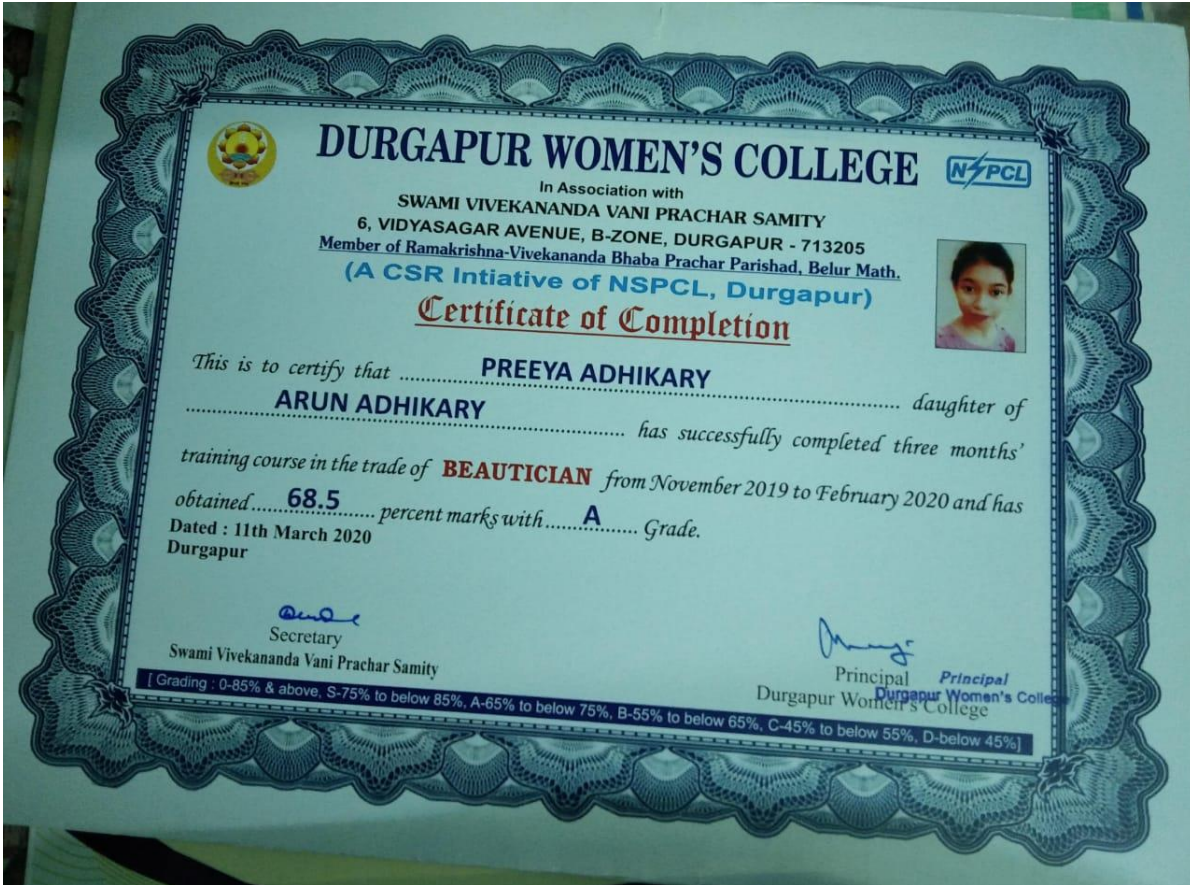 DURGAPUR WOMEN'S COLLEGE
NSPCL
In Association with
SWAMI VIVEKANANDA VANI PRACHAR SAMITY
6, VIDYASAGAR AVENUE, B-ZONE, DURGAPUR - 713205
Member of Ramakrishna-Vivekananda Bhaba Prachar Parishad, Belur Math.
(A CSR Intiative of NSPCL, Durgapur)
Certificate of Completion
This is to certify that ........ PREEYA ADHIKARY ........ daughter of
........ ARUN ADHIKARY ........ has successfully completed three months'
training course in the trade of BEAUTICIAN from November 2019 to February 2020 and has
obtained ........ 68.5 ........ percent marks with ........ A ........ Grade.
Dated : 11th March 2020
Durgapur
Secretary
Swami Vivekananda Vani Prachar Samity
Principal
Durgapur Women's College
Principal
Durgapur Women's College
[ Grading : 0-85% & above, S-75% to below 85%, A-65% to below 75%, B-55% to below 65%, C-45% to below 55%, D-below 45%]